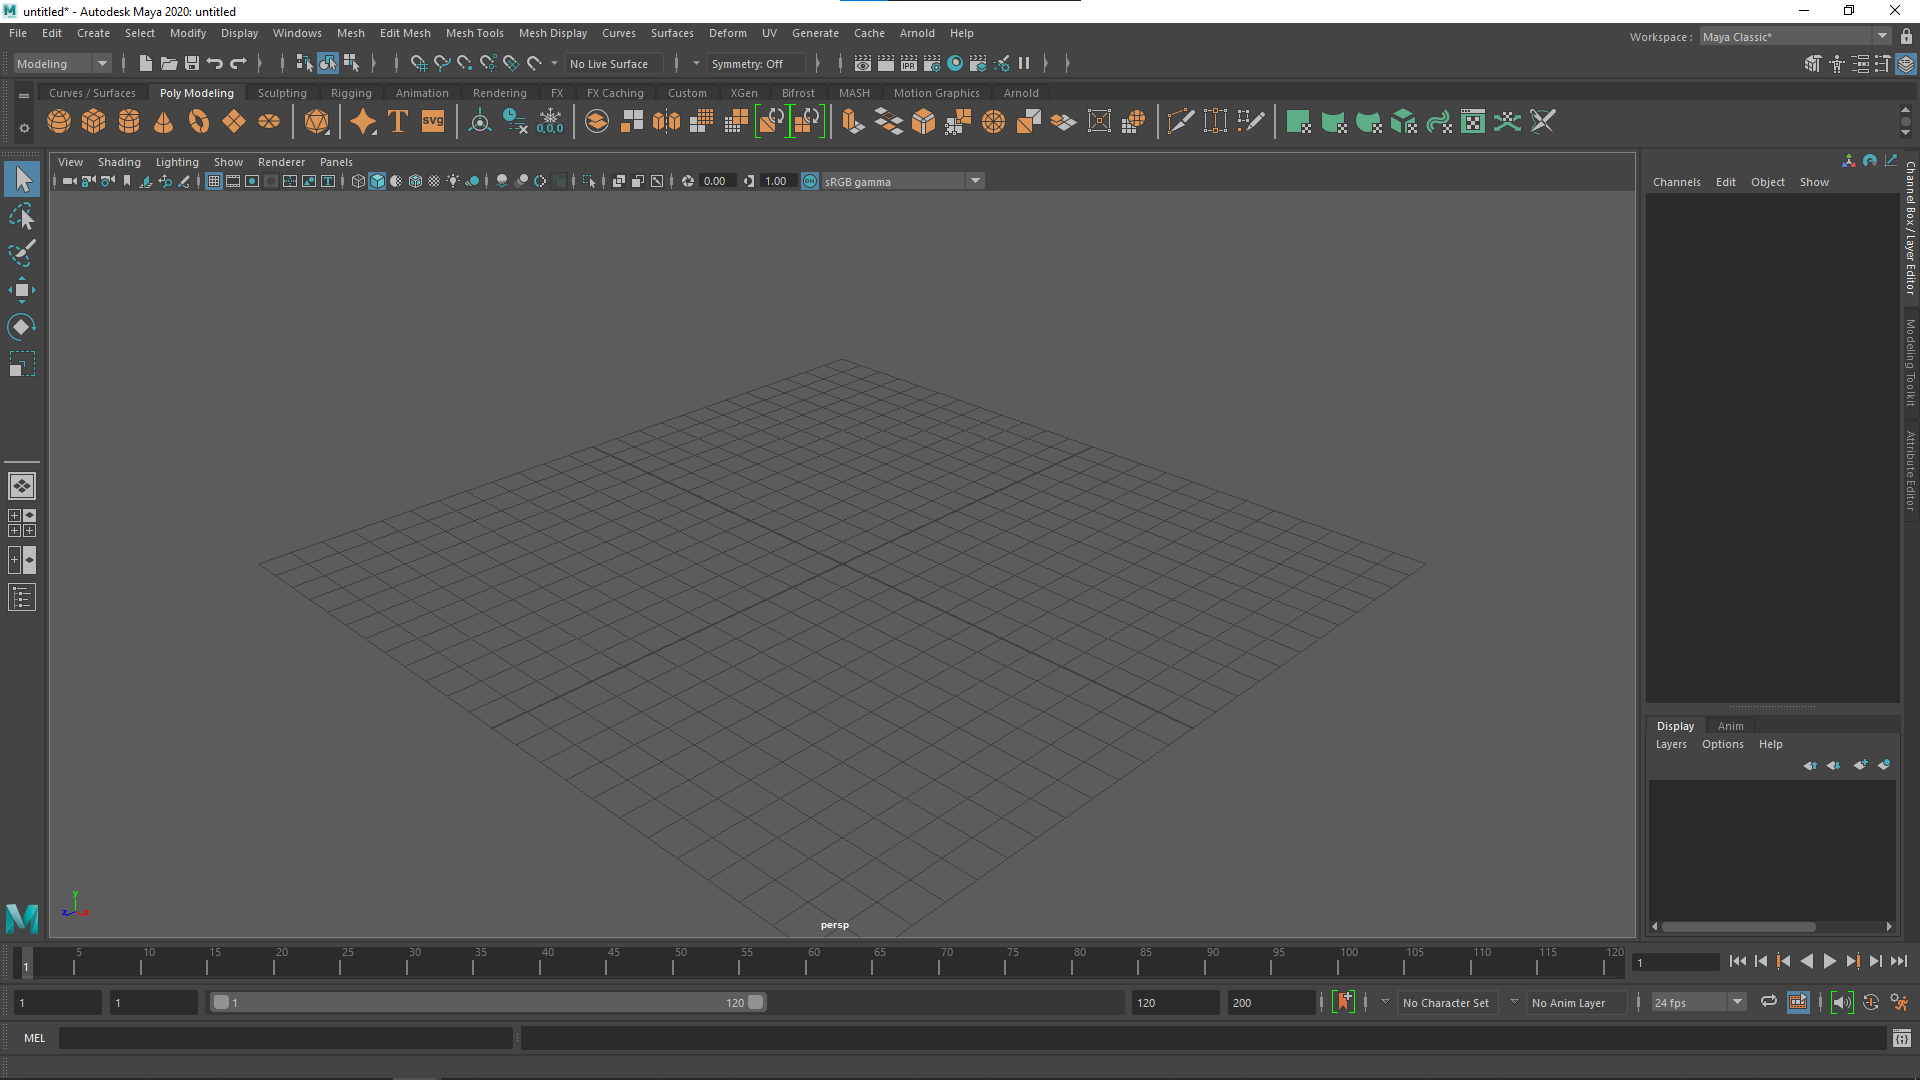 untitled* - Autodesk Maya 2020: untitled
File Edit Create Select Modify Display Windows Mesh Edit Mesh Mesh Tools Mesh Display Curves Surfaces Deform UV Generate Cache Arnold Help
Workspace : Maya Classic*
Modeling No Live Surface Symmetry: Off
Curves / Surfaces Poly Modeling Sculpting Rigging Animation Rendering FX FX Caching Custom XGen Bifrost MASH Motion Graphics Arnold
T svg 0,0,0
View Shading Lighting Show Renderer Panels
0.00 1.00 ON sRGB gamma
Channels Edit Object Show
Channel Box / Layer Editor
Modeling Toolkit
Attribute Editor
Display Anim
Layers Options Help
y
z x
persp
1 5 10 15 20 25 30 35 40 45 50 55 60 65 70 75 80 85 90 95 100 105 110 115 120
1
1 1 1 120 120 200 No Character Set No Anim Layer 24 fps
MEL